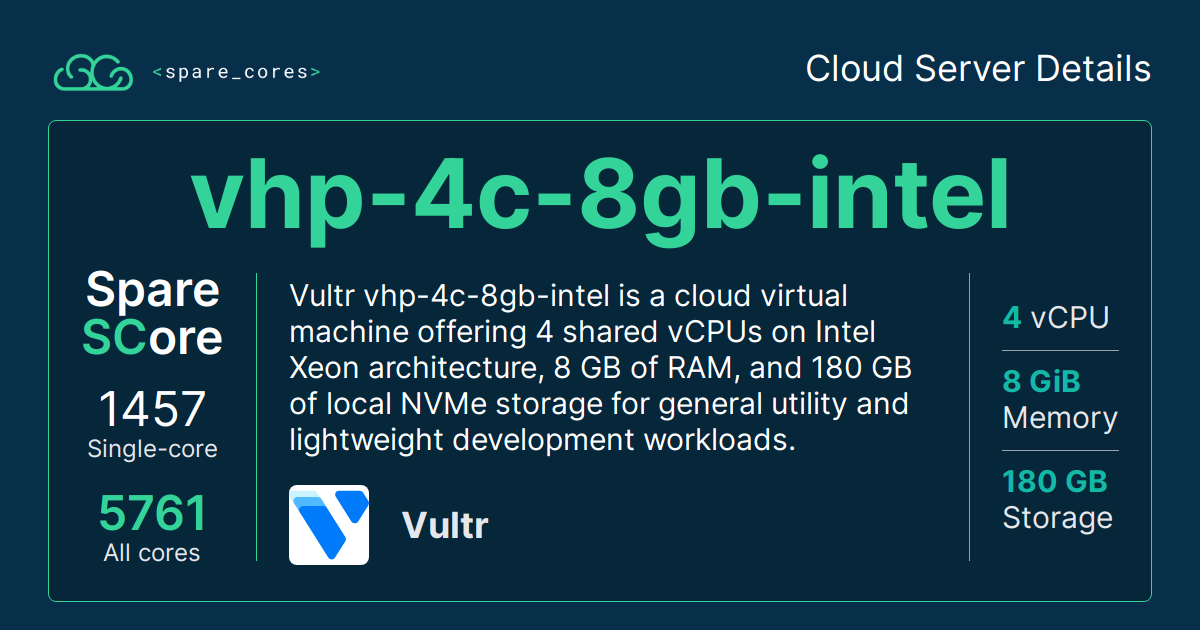 <spare_cores>
Cloud Server Details
vhp-4c-8gb-intel
Spare
SCore
1457
Single-core
5761
All cores
Vultr vhp-4c-8gb-intel is a cloud virtual
machine offering 4 shared vCPUs on Intel
Xeon architecture, 8 GB of RAM, and 180 GB
of local NVMe storage for general utility and
lightweight development workloads.
Vultr
4 vCPU
8 GiB
Memory
180 GB
Storage